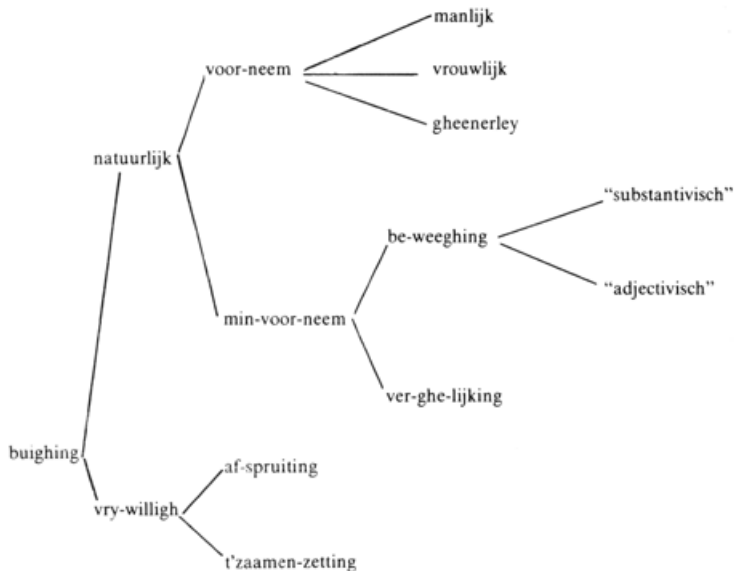 manlijk
voor-neem
vrouwlijk
gheenerley
natuurlijk
"substantivisch"
be-weeghing
"adjectivisch"
min-voor-neem
ver-ghe-lijking
buighing
af-spruiting
vry-willigh
t'zaamen-zetting